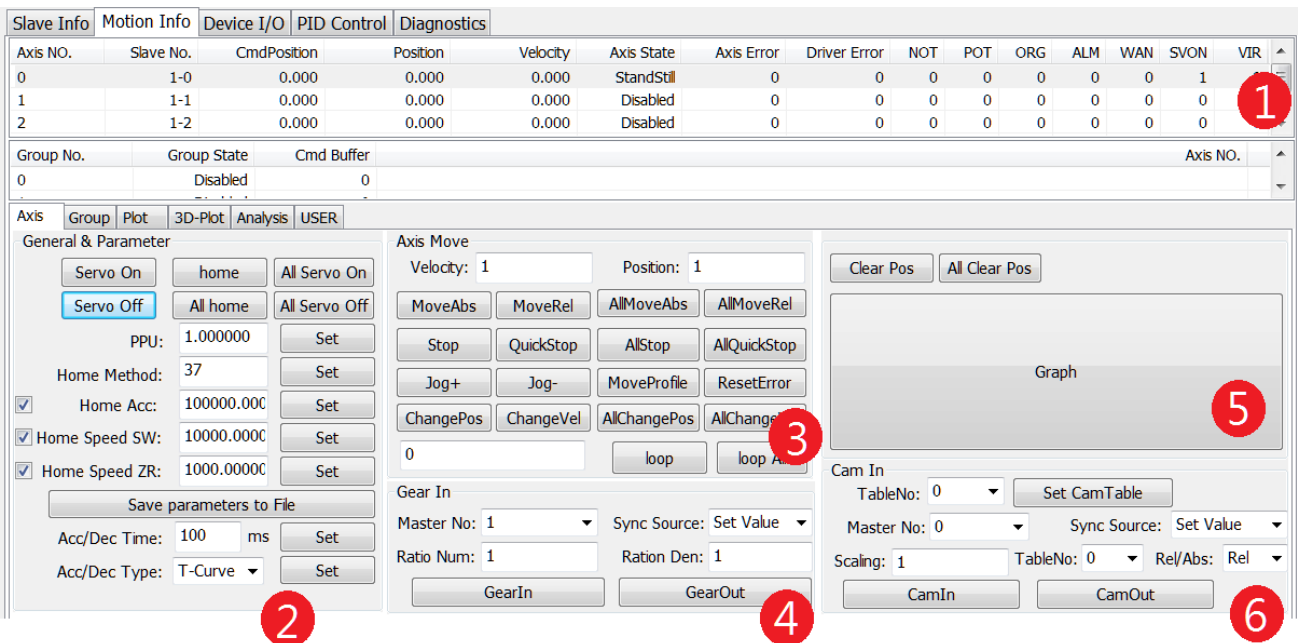 Slave Info Motion Info Device I/O PID Control Diagnostics
Axis NO. Slave No. CmdPosition Position Velocity Axis State Axis Error Driver Error NOT POT ORG ALM WAN SVON VIR
0 1-0 0.000 0.000 0.000 StandStill 0 0 0 0 0 0 0 1
1 1-1 0.000 0.000 0.000 Disabled 0 0 0 0 0 0 0 0
2 1-2 0.000 0.000 0.000 Disabled 0 0 0 0 0 0 0 0
1
Group No. Group State Cmd Buffer Axis NO.
0 Disabled 0
Axis Group Plot 3D-Plot Analysis USER
General & Parameter
Servo On home All Servo On
Servo Off All home All Servo Off
PPU: 1.000000 Set
Home Method: 37 Set
Home Acc: 100000.000 Set
Home Speed SW: 10000.0000 Set
Home Speed ZR: 1000.00000 Set
Save parameters to File
Acc/Dec Time: 100 ms Set
Acc/Dec Type: T-Curve Set
2
Axis Move
Velocity: 1 Position: 1
MoveAbs MoveRel AllMoveAbs AllMoveRel
Stop QuickStop AllStop AllQuickStop
Jog+ Jog- MoveProfile ResetError
ChangePos ChangeVel AllChangePos
0 loop loop
3
Gear In
Master No: 1 Sync Source: Set Value
Ratio Num: 1 Ration Den: 1
GearIn GearOut
4
Clear Pos All Clear Pos
Graph
5
Cam In
TableNo: 0 Set CamTable
Master No: 0 Sync Source: Set Value
Scaling: 1 TableNo: 0 Rel/Abs: Rel
CamIn CamOut
6